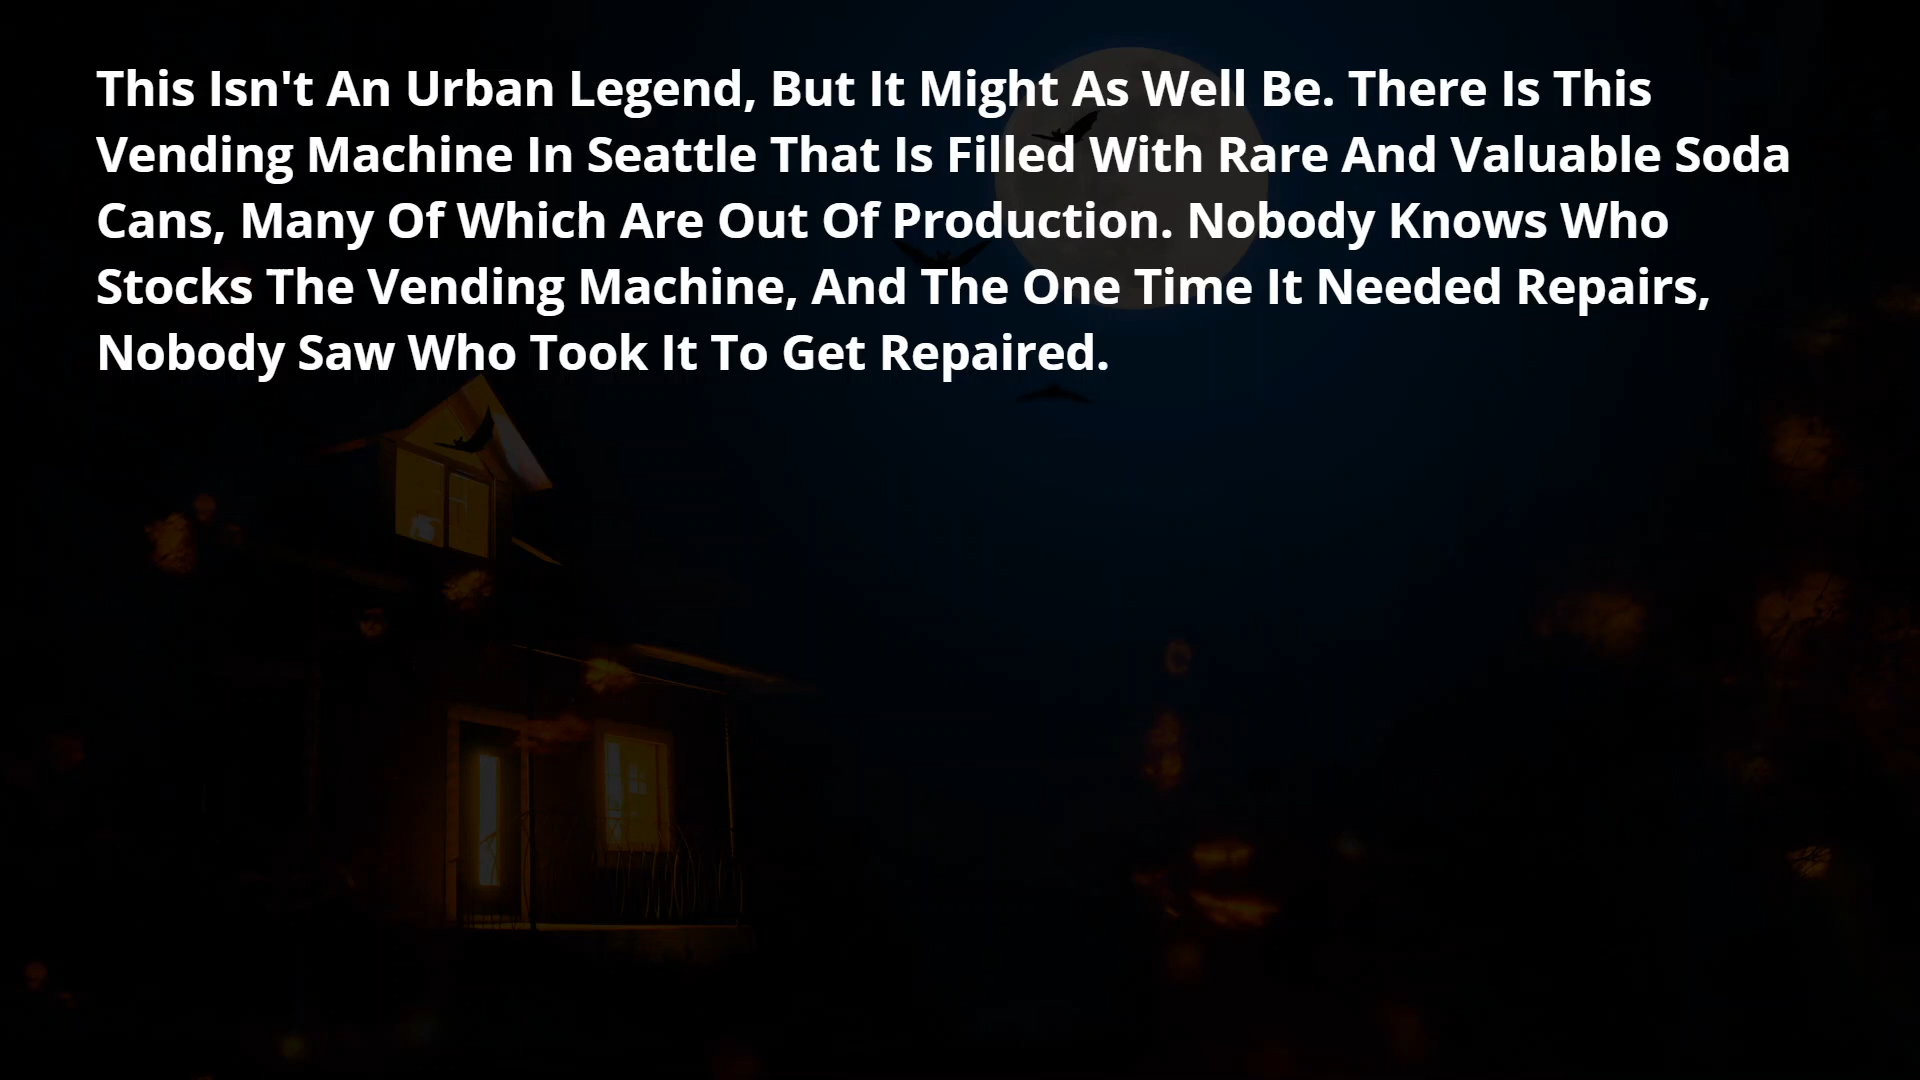 This Isn't An Urban Legend, But It Might As Well Be. There Is This
Vending Machine In Seattle That Is Filled With Rare And Valuable Soda
Cans, Many Of Which Are Out Of Production. Nobody Knows Who
Stocks The Vending Machine, And The One Time It Needed Repairs,
Nobody Saw Who Took It To Get Repaired.